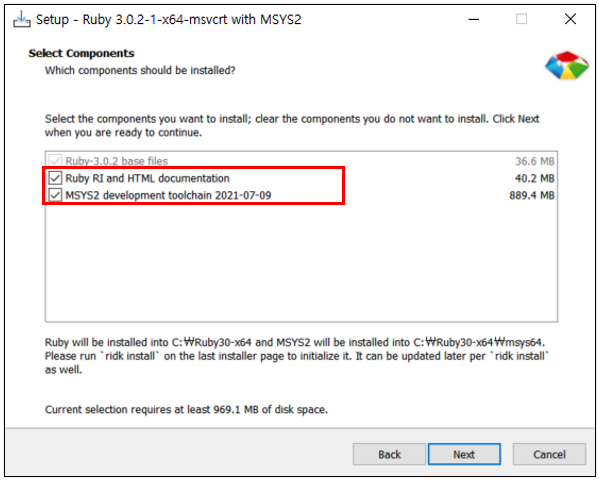 Setup - Ruby 3.0.2-1-x64-msvcrt with MSYS2
Select Components
Which components should be installed?
Select the components you want to install; clear the components you do not want to install. Click Next
when you are ready to continue.
Ruby-3.0.2 base files 36.6 MB
Ruby RI and HTML documentation 40.2 MB
MSYS2 development toolchain 2021-07-09 889.4 MB
Ruby will be installed into C:₩Ruby30-x64 and MSYS2 will be installed into C:₩Ruby30-x64₩msys64.
Please run `ridk install` on the last installer page to initialize it. It can be updated later per `ridk install`
as well.
Current selection requires at least 969.1 MB of disk space.
Back Next Cancel